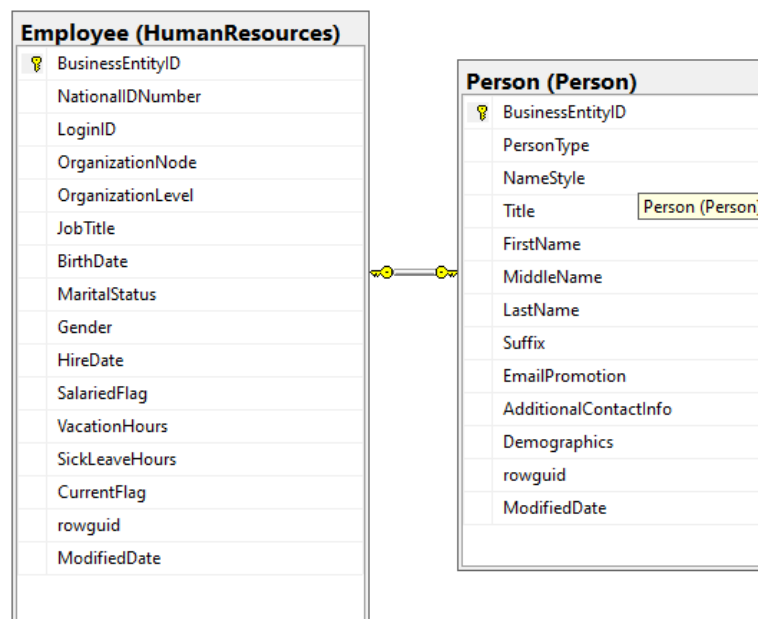 Employee (HumanResources)
BusinessEntityID
NationalIDNumber
LoginID
OrganizationNode
OrganizationLevel
JobTitle
BirthDate
MaritalStatus
Gender
HireDate
SalariedFlag
VacationHours
SickLeaveHours
CurrentFlag
rowguid
ModifiedDate
Person (Person)
BusinessEntityID
PersonType
NameStyle
Title
Person (Person)
FirstName
MiddleName
LastName
Suffix
EmailPromotion
AdditionalContactInfo
Demographics
rowguid
ModifiedDate